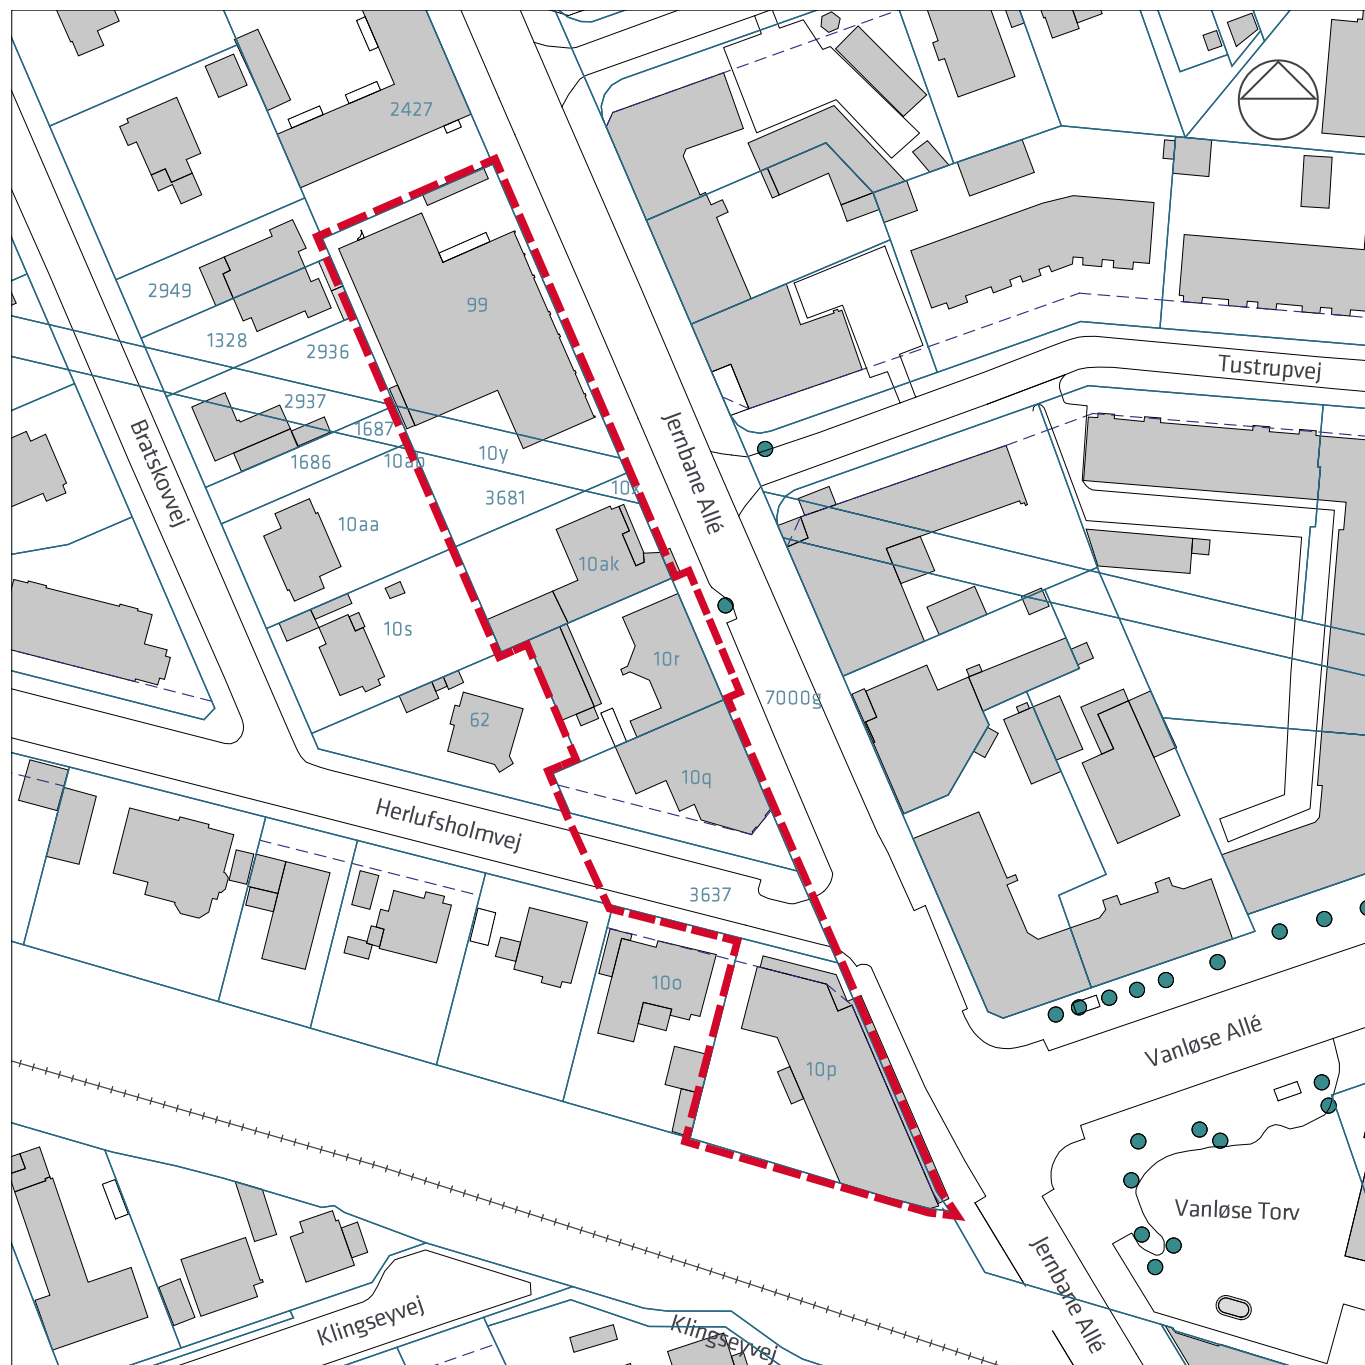 2427
2949
99
1328
2936
Tustrupvej
2937
1687
Bratskovvej
Jernbane Allé
10y
1686
10ab
3681
10x
10aa
10ak
10s
10r
7000g
62
10q
Herlufsholmvej
3637
10o
Vanløse Allé
10p
Vanløse Torv
Jernbane Allé
Klingseyvej
Klingseyvej